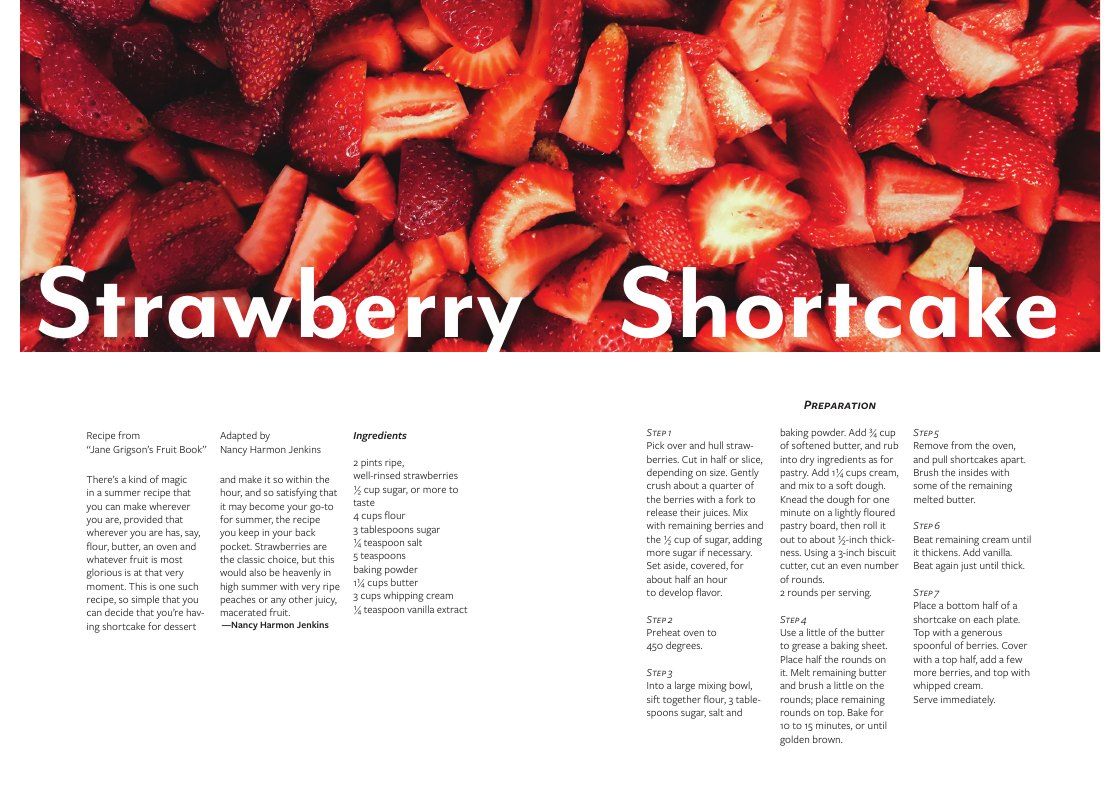 Strawberry Shortcake
Recipe from
“Jane Grigson’s Fruit Book”
There’s a kind of magic
in a summer recipe that
you can make wherever
you are, provided that
wherever you are has, say,
flour, butter, an oven and
whatever fruit is most
glorious is at that very
moment. This is one such
recipe, so simple that you
can decide that you’re hav-
ing shortcake for dessert
Adapted by
Nancy Harmon Jenkins
and make it so within the
hour, and so satisfying that
it may become your go-to
for summer, the recipe
you keep in your back
pocket. Strawberries are
the classic choice, but this
would also be heavenly in
high summer with very ripe
peaches or any other juicy,
macerated fruit.
—Nancy Harmon Jenkins
Ingredients
2 pints ripe,
well-rinsed strawberries
½ cup sugar, or more to
taste
4 cups flour
3 tablespoons sugar
¼ teaspoon salt
5 teaspoons
baking powder
1¼ cups butter
3 cups whipping cream
¼ teaspoon vanilla extract
Preparation
Step 1
Pick over and hull straw-
berries. Cut in half or slice,
depending on size. Gently
crush about a quarter of
the berries with a fork to
release their juices. Mix
with remaining berries and
the ½ cup of sugar, adding
more sugar if necessary.
Set aside, covered, for
about half an hour
to develop flavor.
Step 2
Preheat oven to
450 degrees.
Step 3
Into a large mixing bowl,
sift together flour, 3 table-
spoons sugar, salt and
baking powder. Add ¾ cup
of softened butter, and rub
into dry ingredients as for
pastry. Add 1¼ cups cream,
and mix to a soft dough.
Knead the dough for one
minute on a lightly floured
pastry board, then roll it
out to about ½-inch thick-
ness. Using a 3-inch biscuit
cutter, cut an even number
of rounds.
2 rounds per serving.
Step 4
Use a little of the butter
to grease a baking sheet.
Place half the rounds on
it. Melt remaining butter
and brush a little on the
rounds; place remaining
rounds on top. Bake for
10 to 15 minutes, or until
golden brown.
Step 5
Remove from the oven,
and pull shortcakes apart.
Brush the insides with
some of the remaining
melted butter.
Step 6
Beat remaining cream until
it thickens. Add vanilla.
Beat again just until thick.
Step 7
Place a bottom half of a
shortcake on each plate.
Top with a generous
spoonful of berries. Cover
with a top half, add a few
more berries, and top with
whipped cream.
Serve immediately.